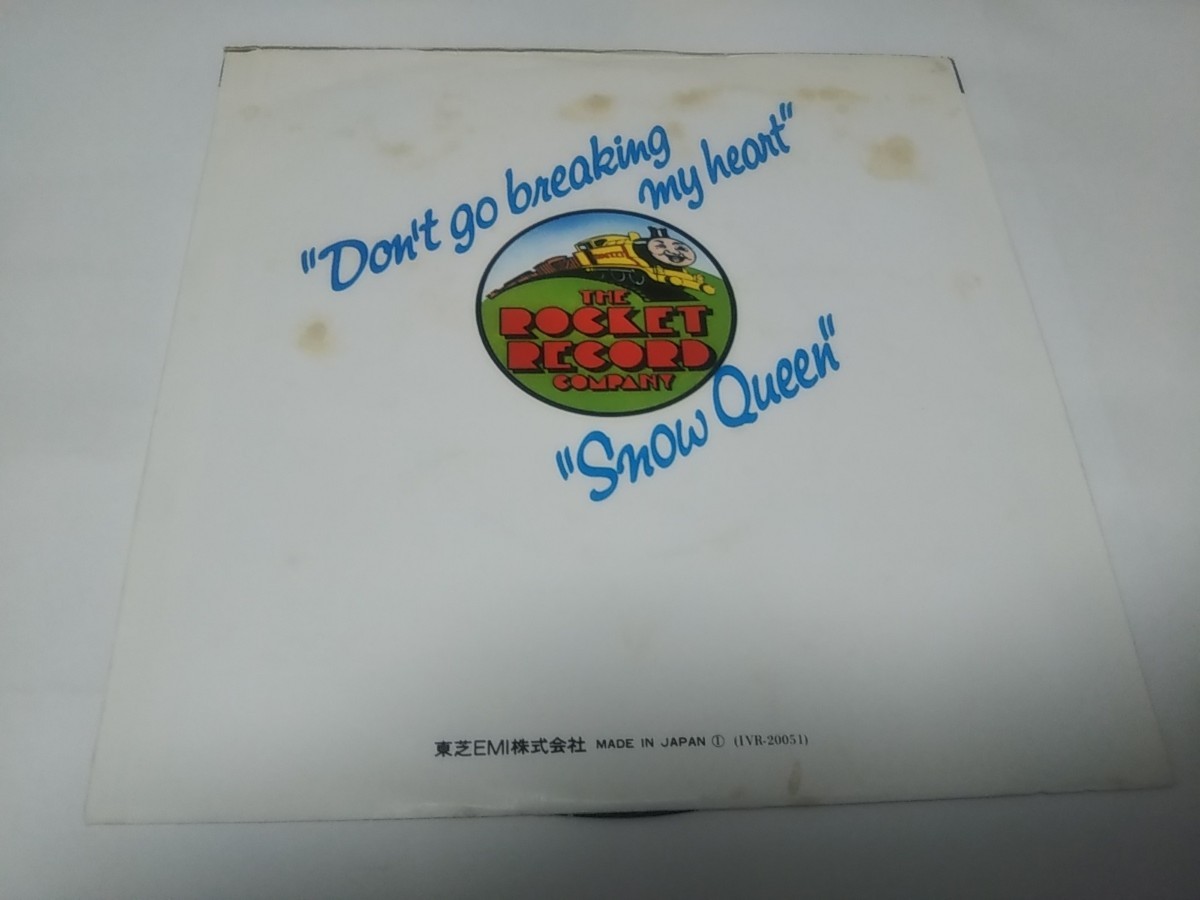 "Don't go breaking
my heart"
THE
ROCKET
RECORD
COMPANY
"Snow Queen"
東芝EMI株式会社 MADE IN JAPAN ① (IVR-20051)